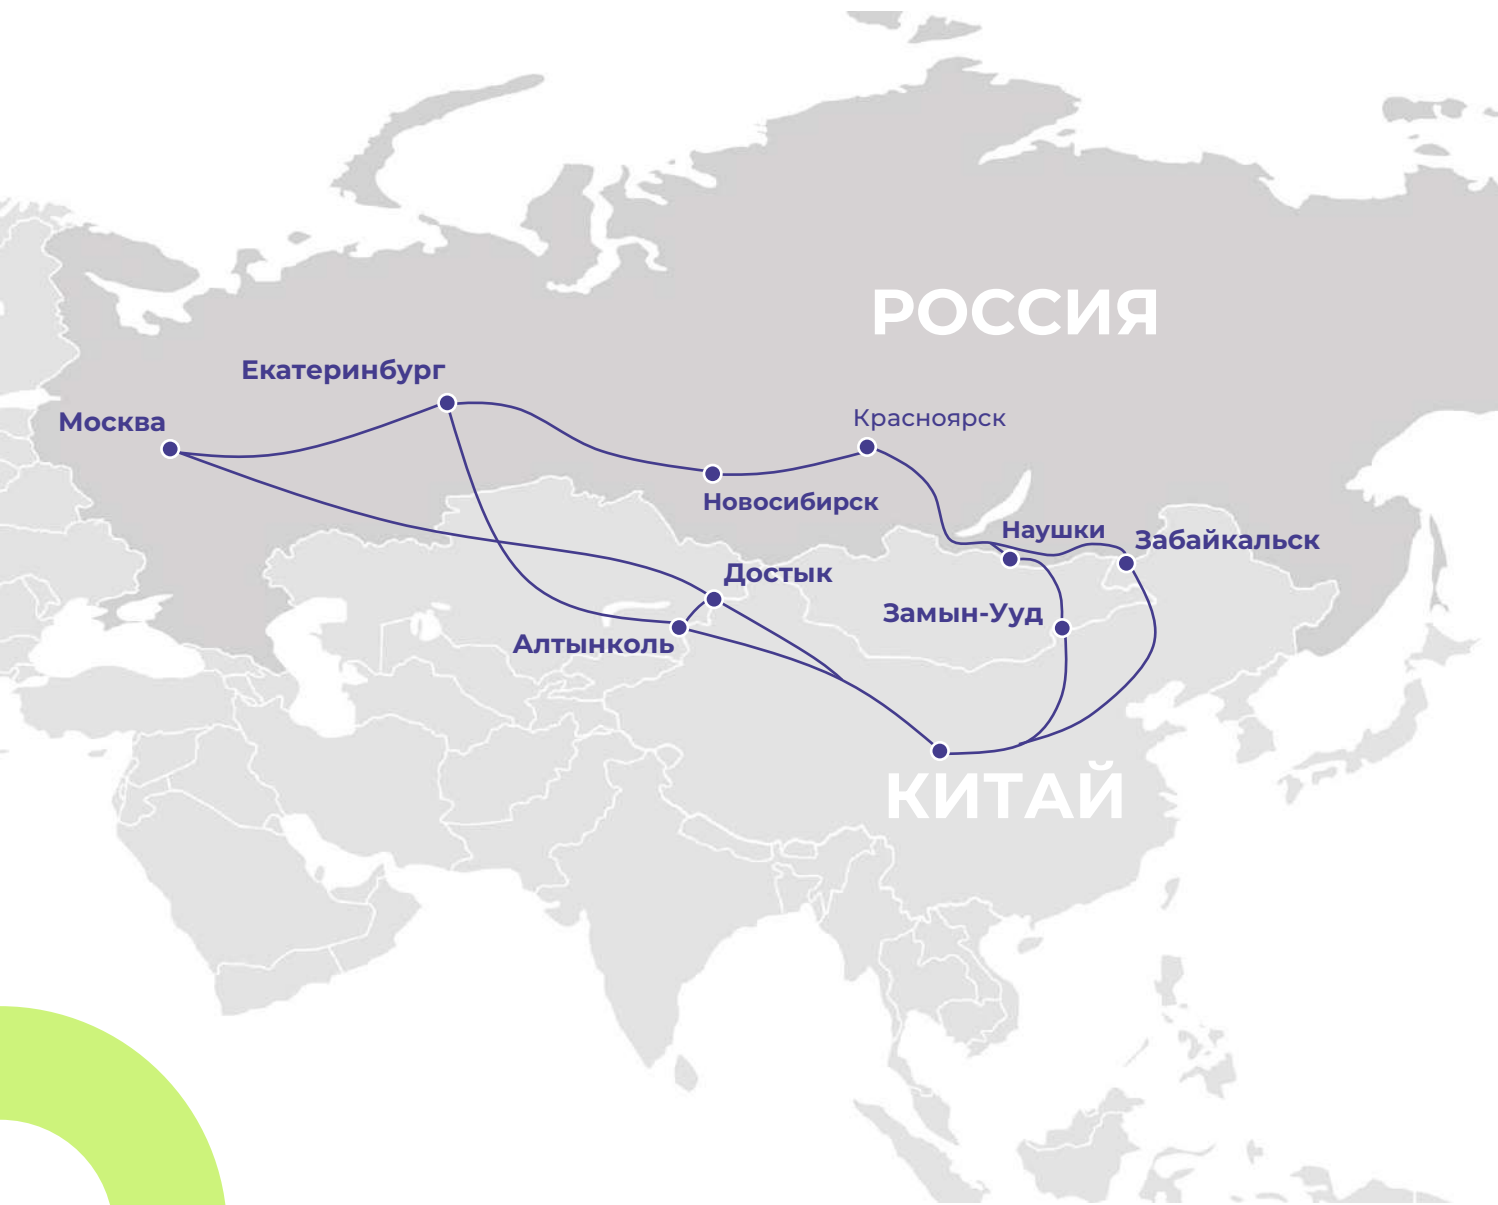 РОССИЯ
Екатеринбург
Москва
Красноярск
Новосибирск
Наушки
Забайкальск
Достык
Замын-Ууд
Алтынколь
КИТАЙ